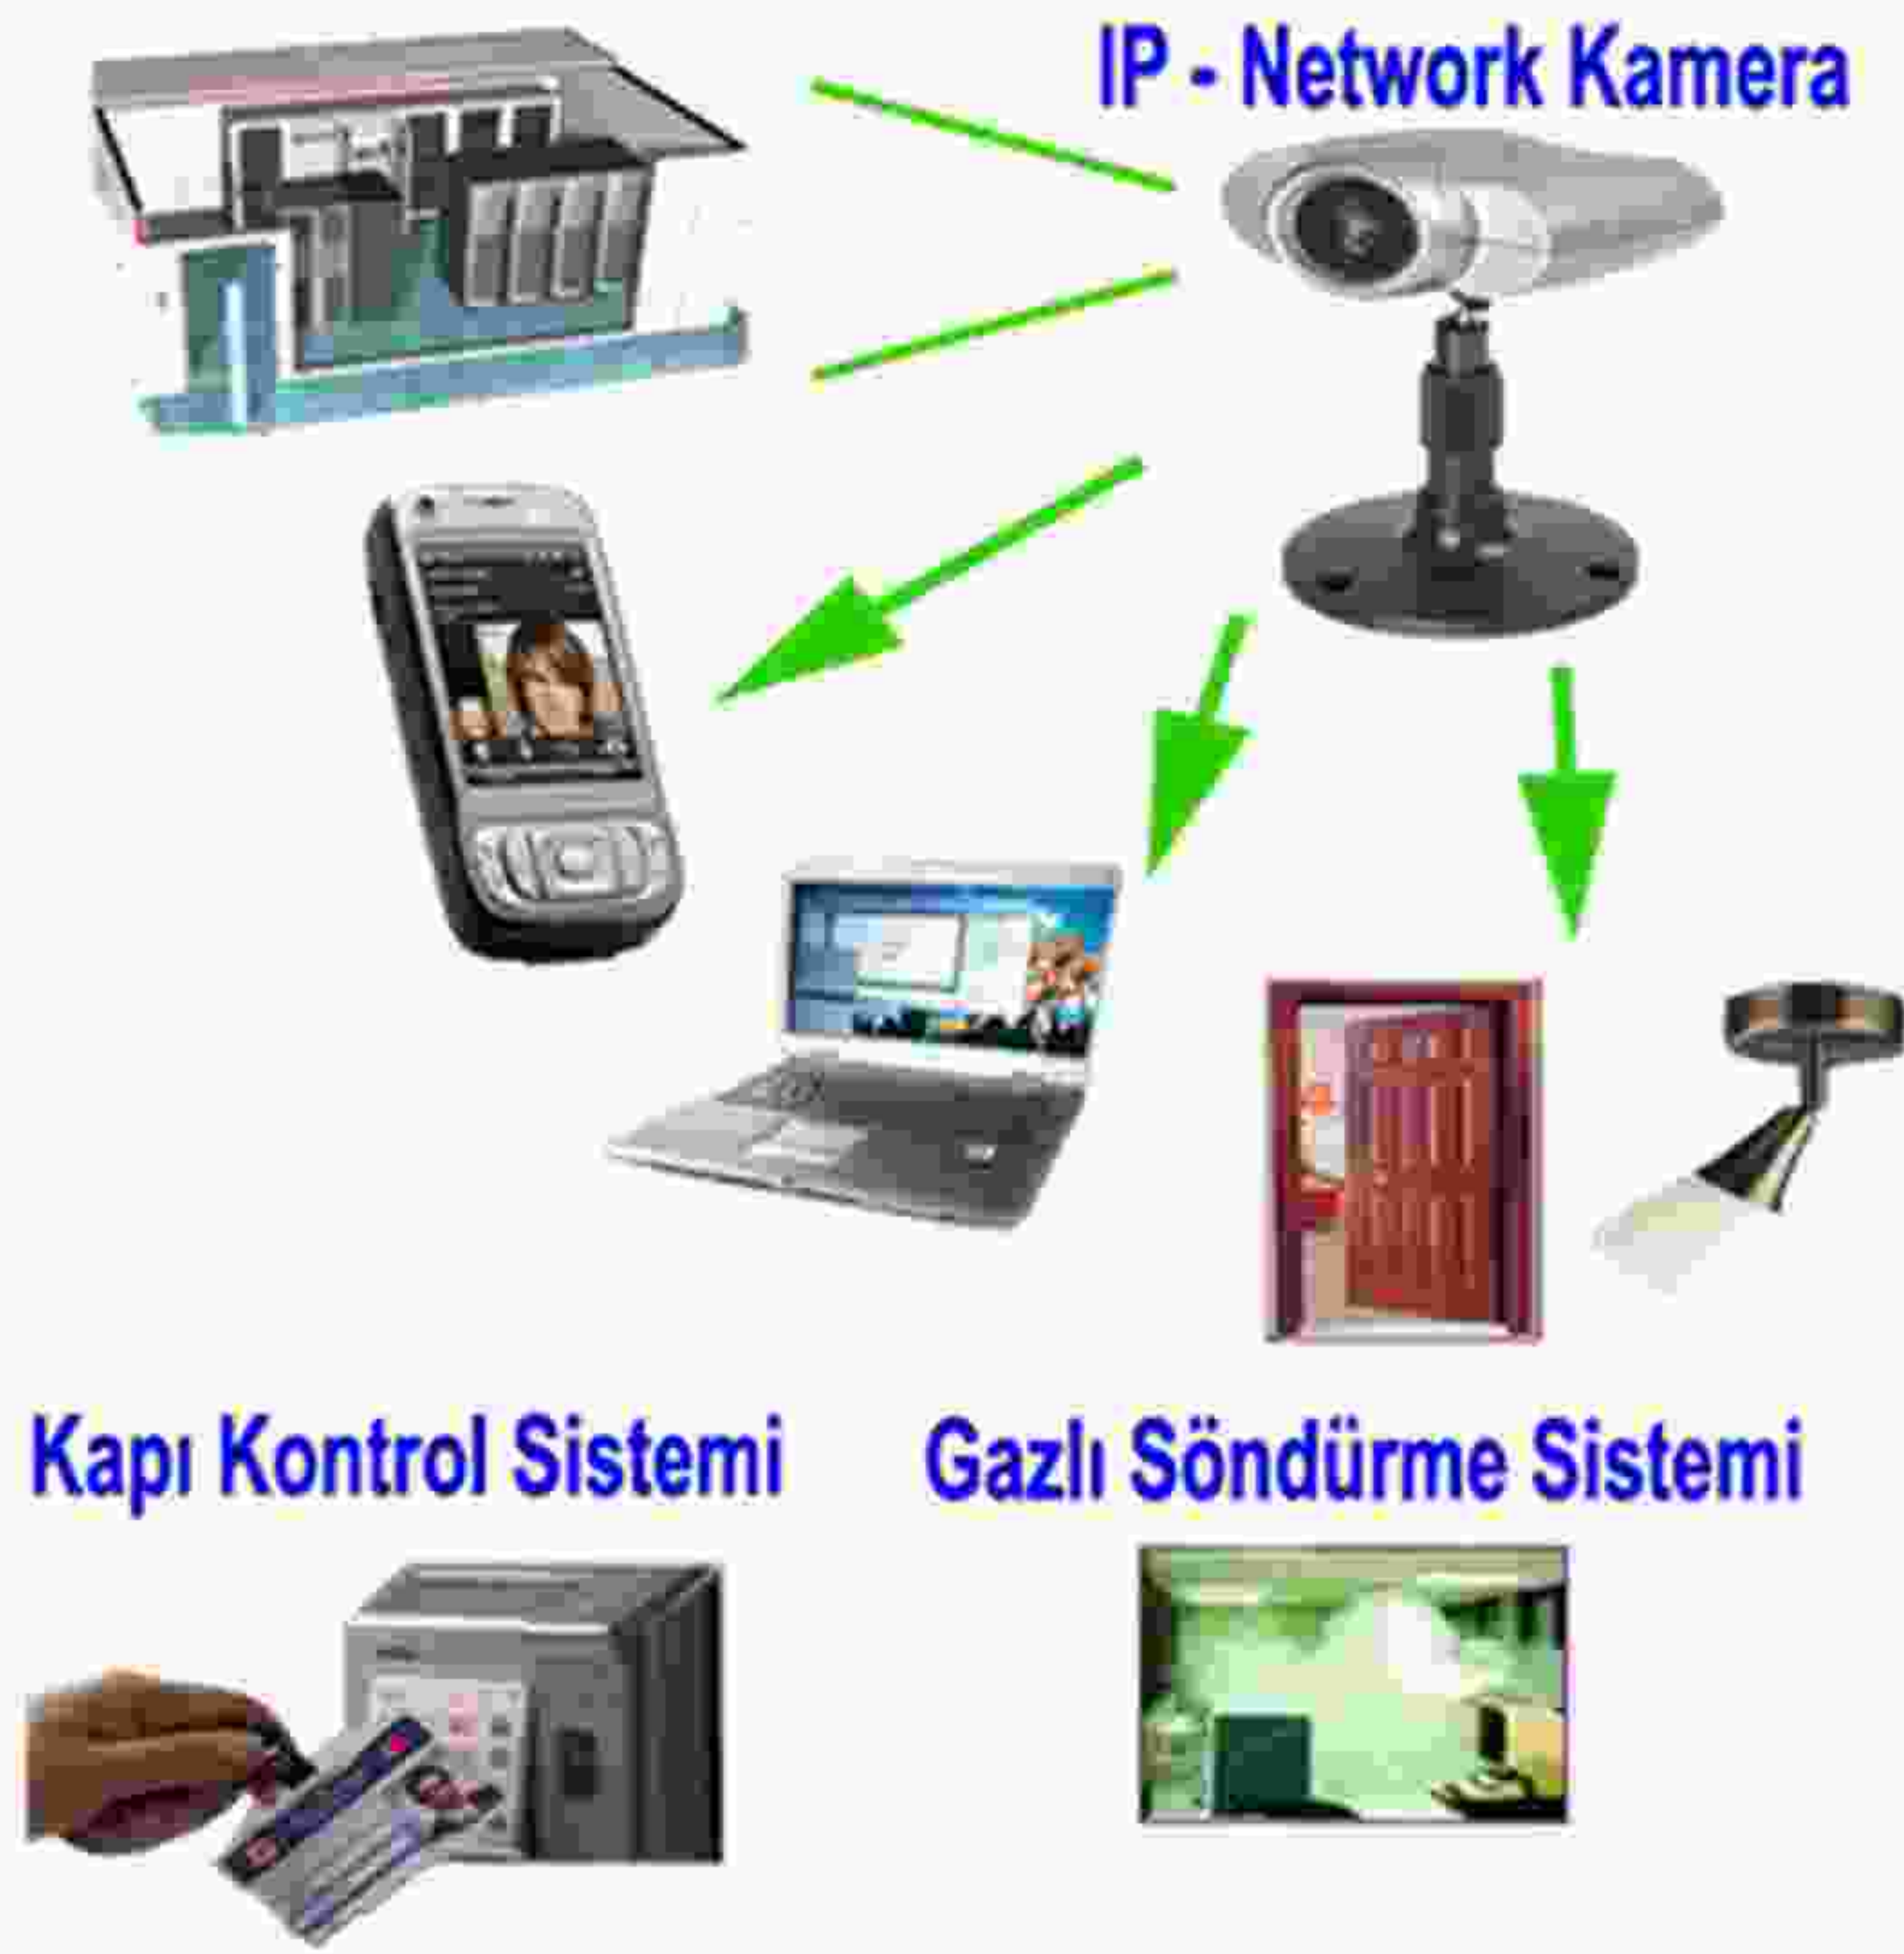 IP - Network Kamera
Kapı Kontrol Sistemi
Gazlı Söndürme Sistemi